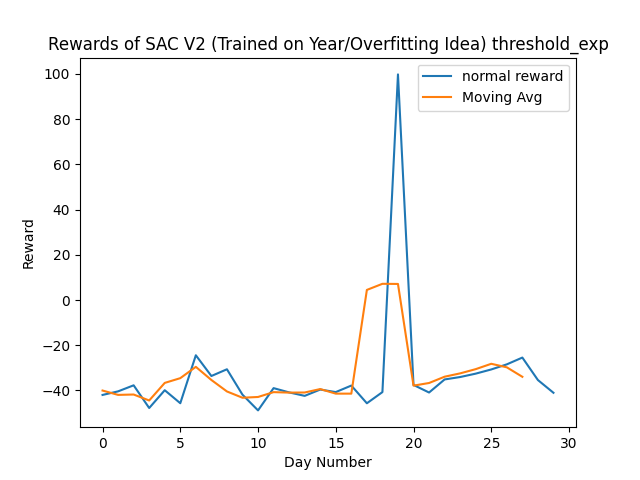 Rewards of SAC V2 (Trained on Year/Overfitting Idea) threshold_exp
normal reward
Moving Avg
100
80
60
40
20
0
−20
−40
Reward
0 5 10 15 20 25 30
Day Number